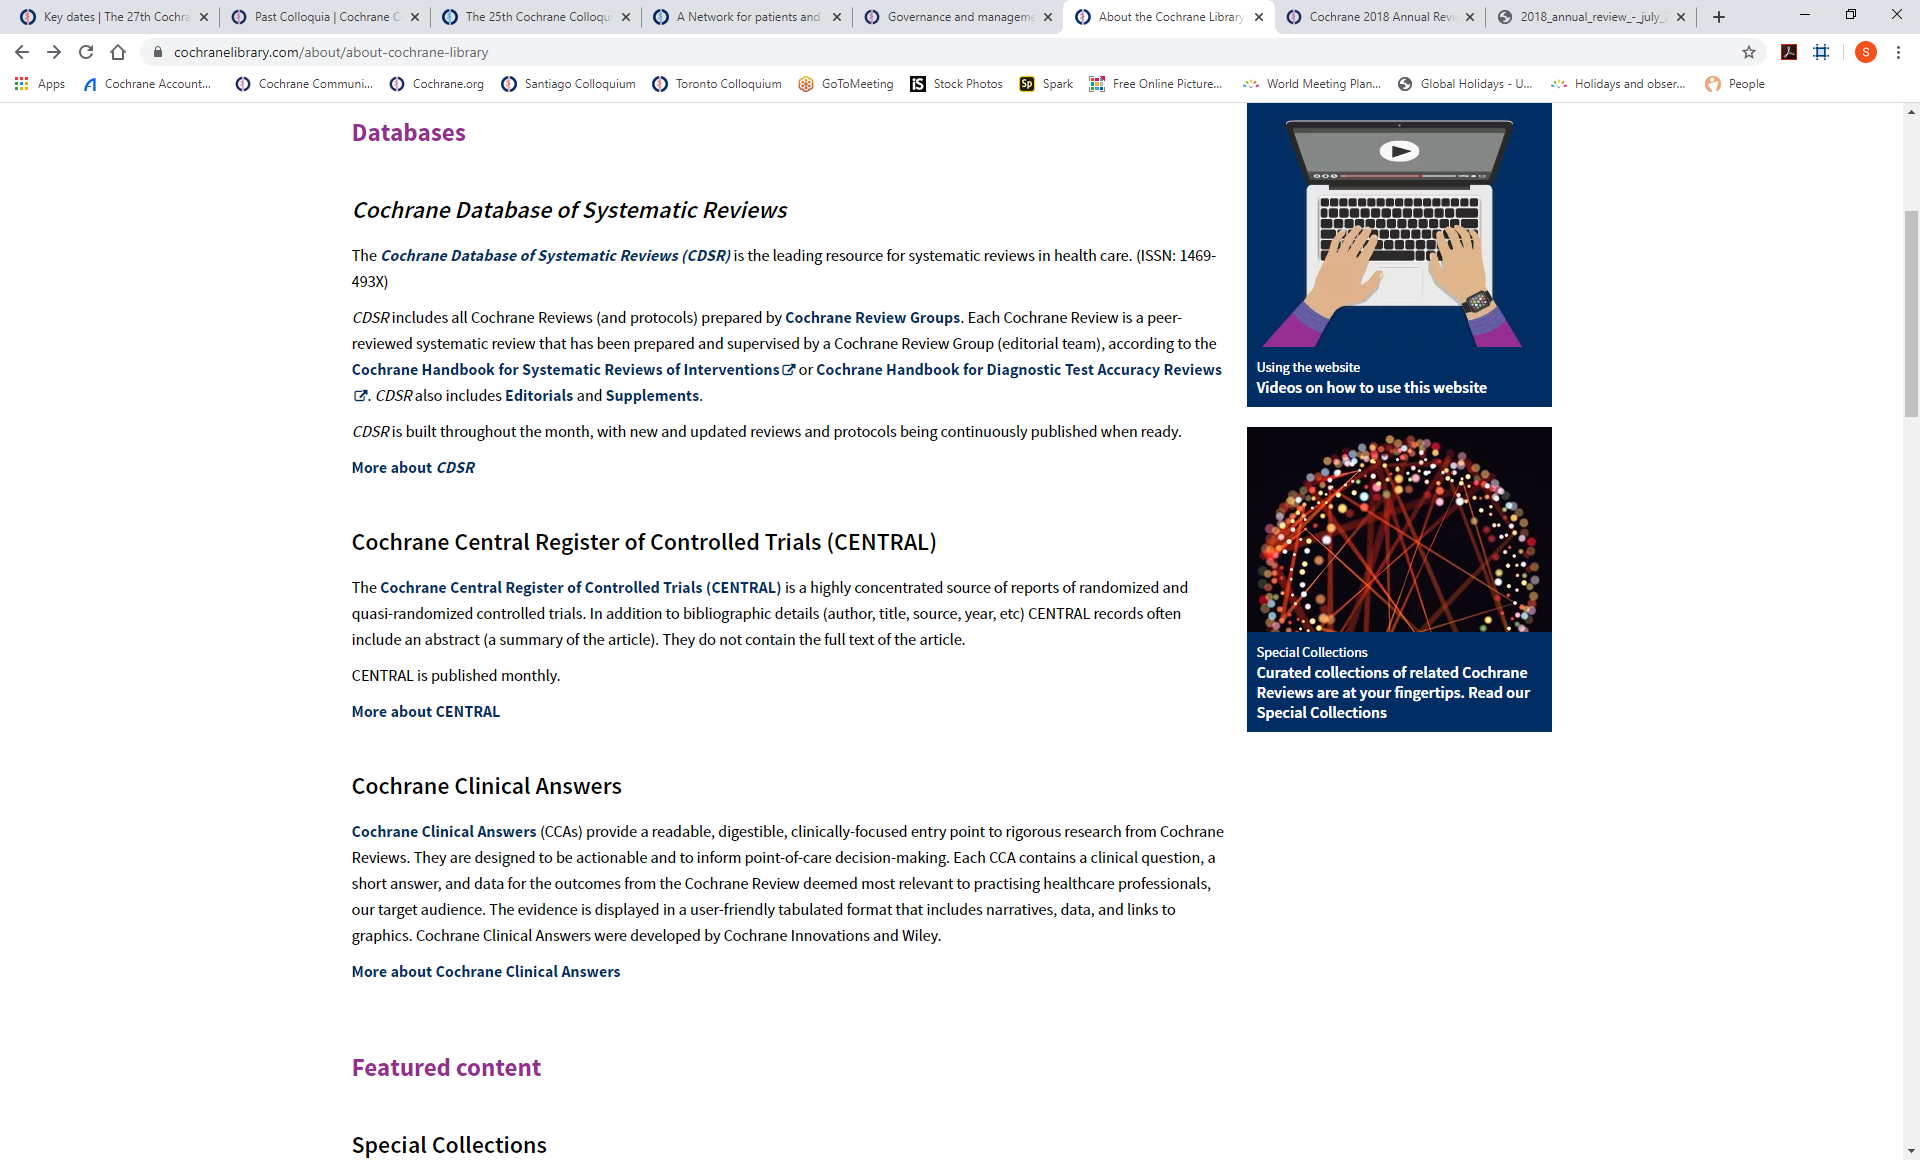 Key dates | The 27th Cochra
Past Colloquia | Cochrane C
The 25th Cochrane Colloqui
A Network for patients and
Governance and manageme
About the Cochrane Library
Cochrane 2018 Annual Revi
2018_annual_review_-_july_2
cochranelibrary.com/about/about-cochrane-library
S
Apps
Cochrane Account...
Cochrane Communi...
Cochrane.org
Santiago Colloquium
Toronto Colloquium
GoToMeeting
iS
Stock Photos
Sp
Spark
Free Online Picture...
World Meeting Plan...
Global Holidays - U...
Holidays and obser...
People
Databases
Cochrane Database of Systematic Reviews
The Cochrane Database of Systematic Reviews (CDSR) is the leading resource for systematic reviews in health care. (ISSN: 1469-
493X)
CDSR includes all Cochrane Reviews (and protocols) prepared by Cochrane Review Groups. Each Cochrane Review is a peer-
reviewed systematic review that has been prepared and supervised by a Cochrane Review Group (editorial team), according to the
Cochrane Handbook for Systematic Reviews of Interventions or Cochrane Handbook for Diagnostic Test Accuracy Reviews
. CDSR also includes Editorials and Supplements.
CDSR is built throughout the month, with new and updated reviews and protocols being continuously published when ready.
More about CDSR
Cochrane Central Register of Controlled Trials (CENTRAL)
The Cochrane Central Register of Controlled Trials (CENTRAL) is a highly concentrated source of reports of randomized and
quasi-randomized controlled trials. In addition to bibliographic details (author, title, source, year, etc) CENTRAL records often
include an abstract (a summary of the article). They do not contain the full text of the article.
CENTRAL is published monthly.
More about CENTRAL
Cochrane Clinical Answers
Cochrane Clinical Answers (CCAs) provide a readable, digestible, clinically-focused entry point to rigorous research from Cochrane
Reviews. They are designed to be actionable and to inform point-of-care decision-making. Each CCA contains a clinical question, a
short answer, and data for the outcomes from the Cochrane Review deemed most relevant to practising healthcare professionals,
our target audience. The evidence is displayed in a user-friendly tabulated format that includes narratives, data, and links to
graphics. Cochrane Clinical Answers were developed by Cochrane Innovations and Wiley.
More about Cochrane Clinical Answers
Featured content
Special Collections
Using the website
Videos on how to use this website
Special Collections
Curated collections of related Cochrane
Reviews are at your fingertips. Read our
Special Collections